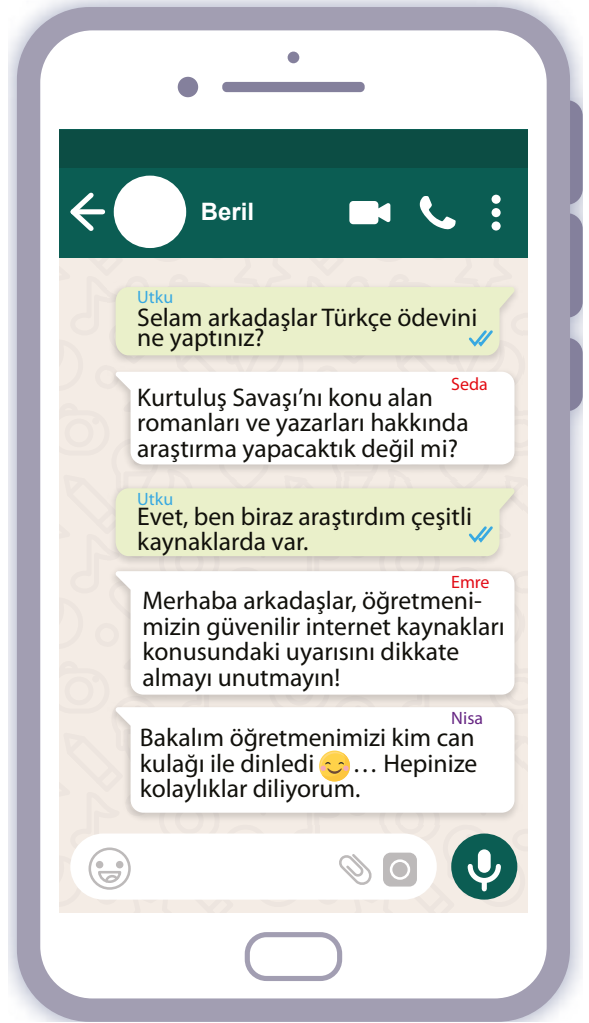 Beril
Utku
Selam arkadaşlar Türkçe ödevini
ne yaptınız?
Seda
Kurtuluş Savaşı’nı konu alan
romanları ve yazarları hakkında
araştırma yapacaktık değil mi?
Utku
Evet, ben biraz araştırdım çeşitli
kaynaklarda var.
Emre
Merhaba arkadaşlar, öğretmeni-
mizin güvenilir internet kaynakları
konusundaki uyarısını dikkate
almayı unutmayın!
Nisa
Bakalım öğretmenimizi kim can
kulağı ile dinledi 😊… Hepinize
kolaylıklar diliyorum.